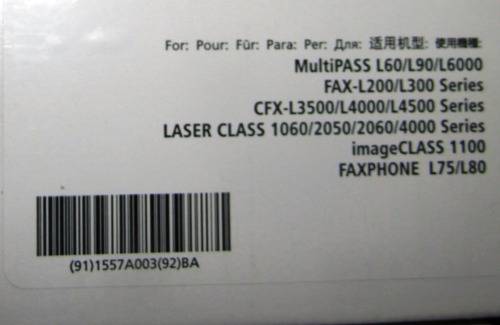 For: Pour: Für: Para: Per: Для: 适用机型: 使用機種:
MultiPASS L60/L90/L6000
FAX-L200/L300 Series
CFX-L3500/L4000/L4500 Series
LASER CLASS 1060/2050/2060/4000 Series
imageCLASS 1100
FAXPHONE L75/L80
(91)1557A003(92)BA